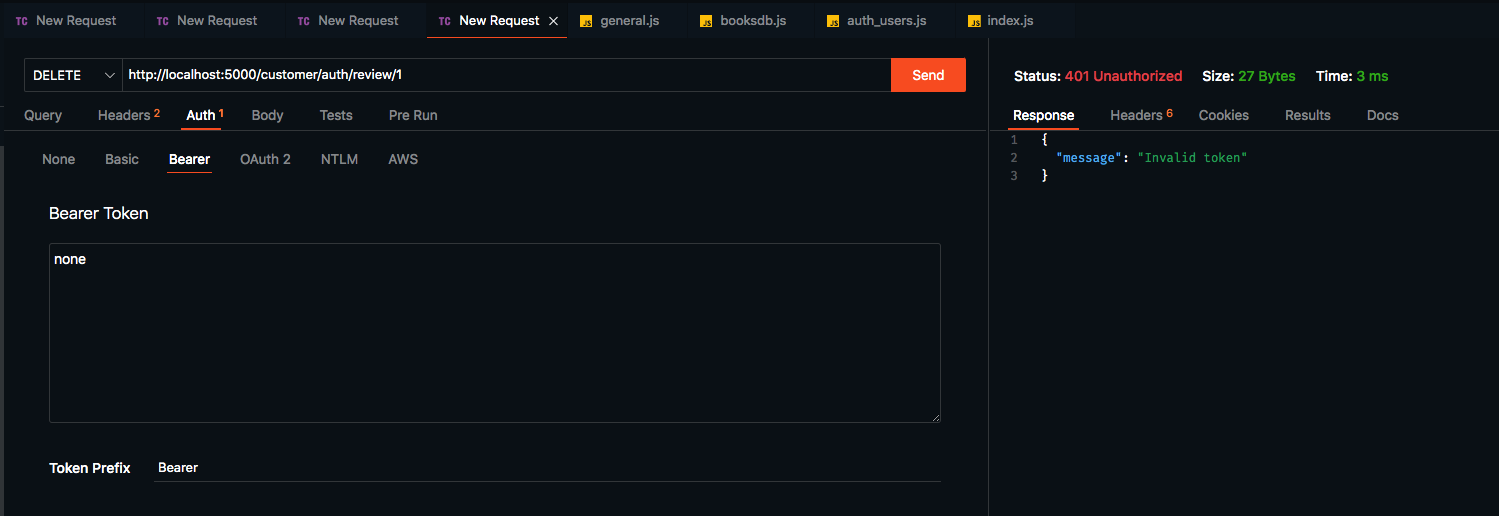 TC New Request TC New Request TC New Request TC New Request × JS general.js JS booksdb.js JS auth_users.js JS index.js
DELETE http://localhost:5000/customer/auth/review/1 Send
Query Headers 2 Auth 1 Body Tests Pre Run
None Basic Bearer OAuth 2 NTLM AWS
Bearer Token
none
Token Prefix Bearer
Status: 401 Unauthorized Size: 27 Bytes Time: 3 ms
Response Headers 6 Cookies Results Docs
1 {
2 "message": "Invalid token"
3 }